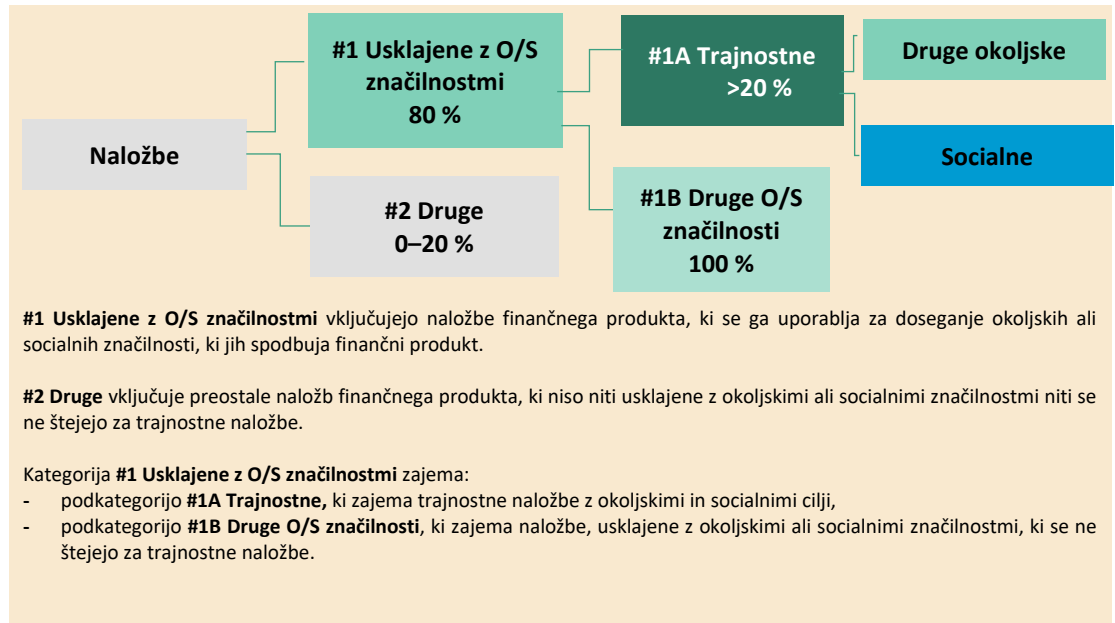 #1 Usklajene z O/S
značilnostmi
80 %
#1A Trajnostne
>20 %
Druge okoljske
Naložbe
Socialne
#2 Druge
0–20 %
#1B Druge O/S
značilnosti
100 %
#1 Usklajene z O/S značilnostmi vključujejo naložbe finančnega produkta, ki se ga uporablja za doseganje okoljskih ali
socialnih značilnosti, ki jih spodbuja finančni produkt.
#2 Druge vključuje preostale naložb finančnega produkta, ki niso niti usklajene z okoljskimi ali socialnimi značilnostmi niti se
ne štejejo za trajnostne naložbe.
Kategorija #1 Usklajene z O/S značilnostmi zajema:
- podkategorijo #1A Trajnostne, ki zajema trajnostne naložbe z okoljskimi in socialnimi cilji,
- podkategorijo #1B Druge O/S značilnosti, ki zajema naložbe, usklajene z okoljskimi ali socialnimi značilnostmi, ki se ne
štejejo za trajnostne naložbe.